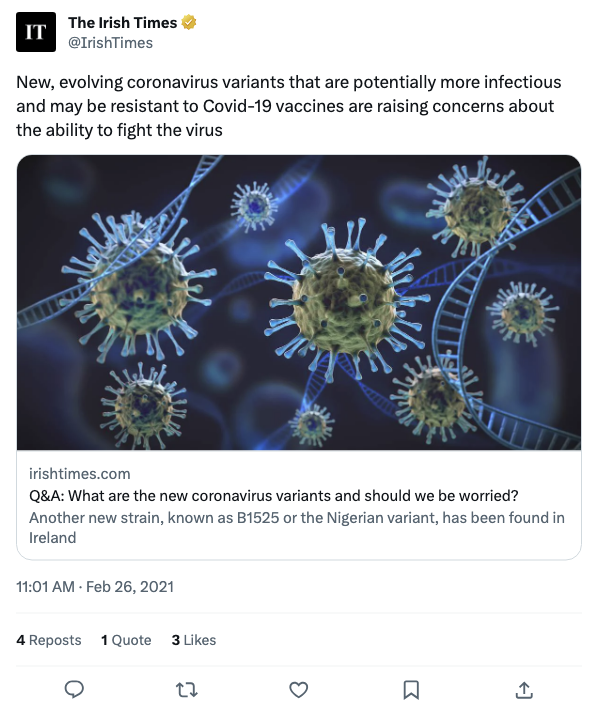 IT
The Irish Times
@IrishTimes
New, evolving coronavirus variants that are potentially more infectious
and may be resistant to Covid-19 vaccines are raising concerns about
the ability to fight the virus
irishtimes.com
Q&A: What are the new coronavirus variants and should we be worried?
Another new strain, known as B1525 or the Nigerian variant, has been found in
Ireland
11:01 AM · Feb 26, 2021
4 Reposts 1 Quote 3 Likes